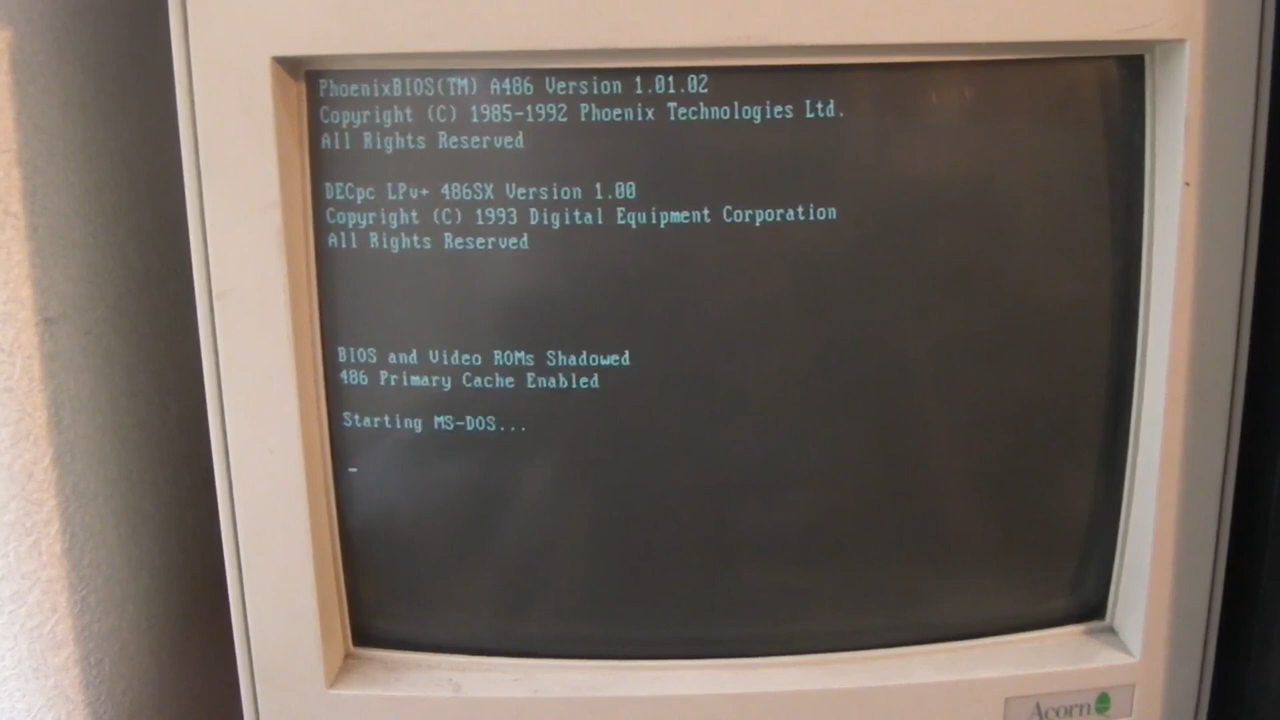 PhoenixBIOS(TM) A486 Version 1.01.02
Copyright (C) 1985-1992 Phoenix Technologies Ltd.
All Rights Reserved
DECpc LPv+ 486SX Version 1.00
Copyright (C) 1993 Digital Equipment Corporation
All Rights Reserved
BIOS and Video ROMs Shadowed
486 Primary Cache Enabled
Starting MS-DOS...
_
Acorn